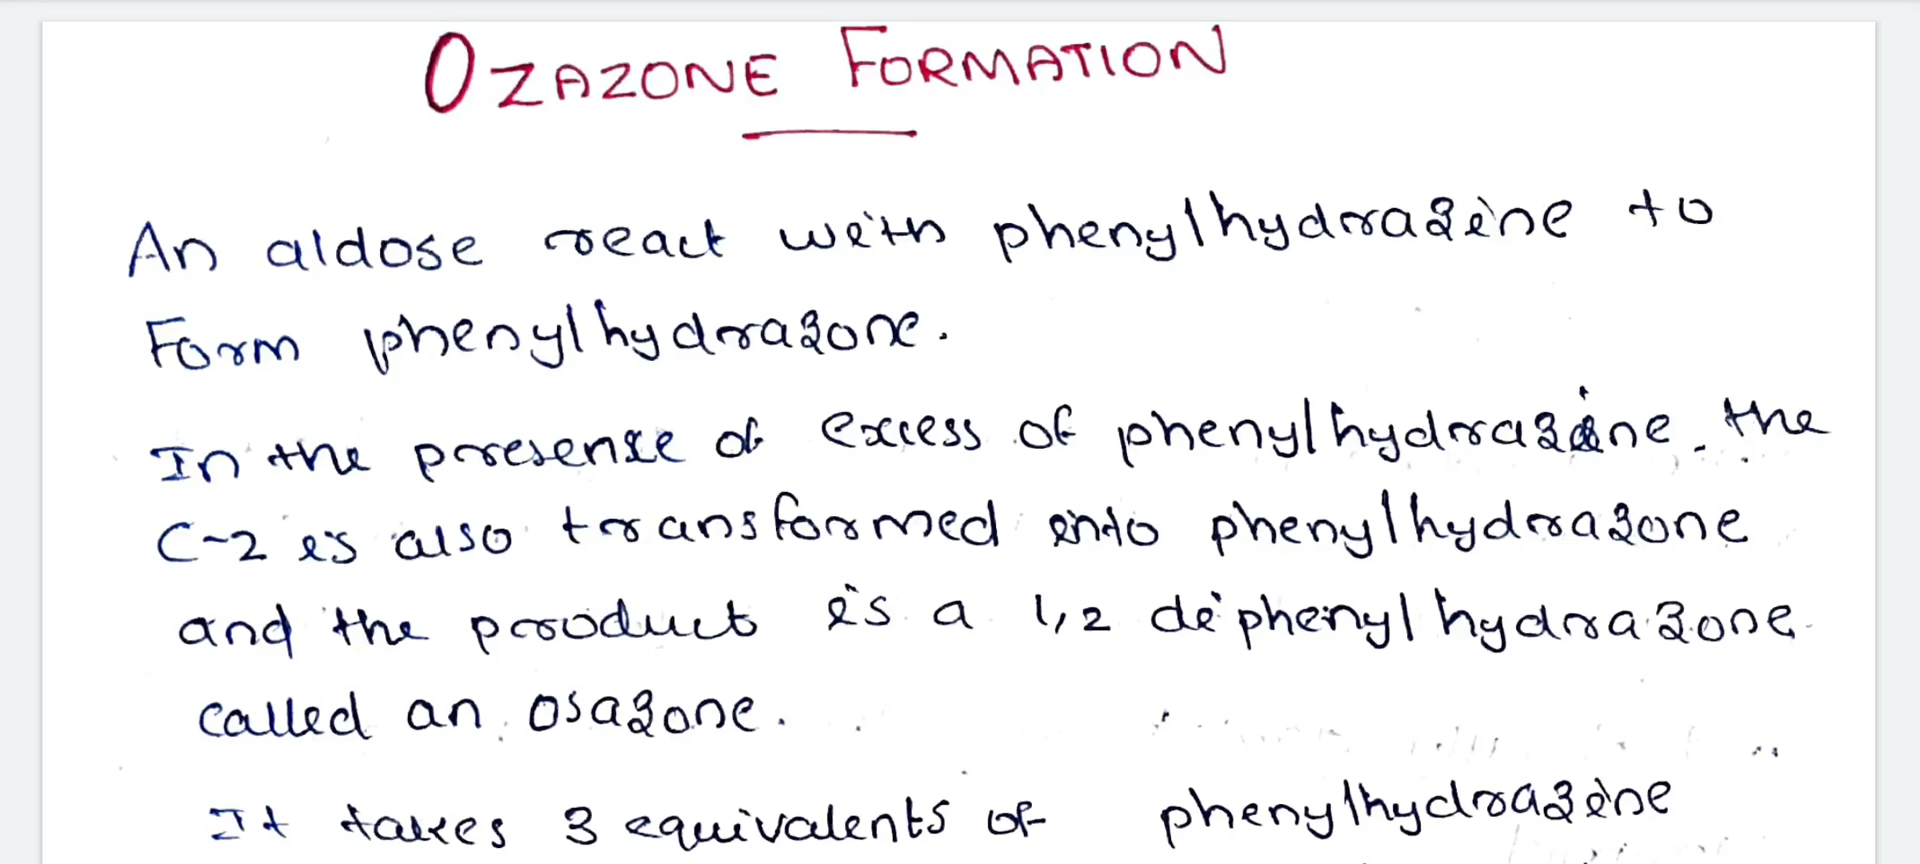 OZAZONE FORMATION
An aldose react with phenylhydrazine to
Form phenylhydrazone.
In the presense of excess of phenylhydrazine, the
C-2 is also transformed into phenylhydrazone
and the product is a 1,2 diphenyl hydrazone
called an osazone.
It takes 3 equivalents of phenylhydrazine